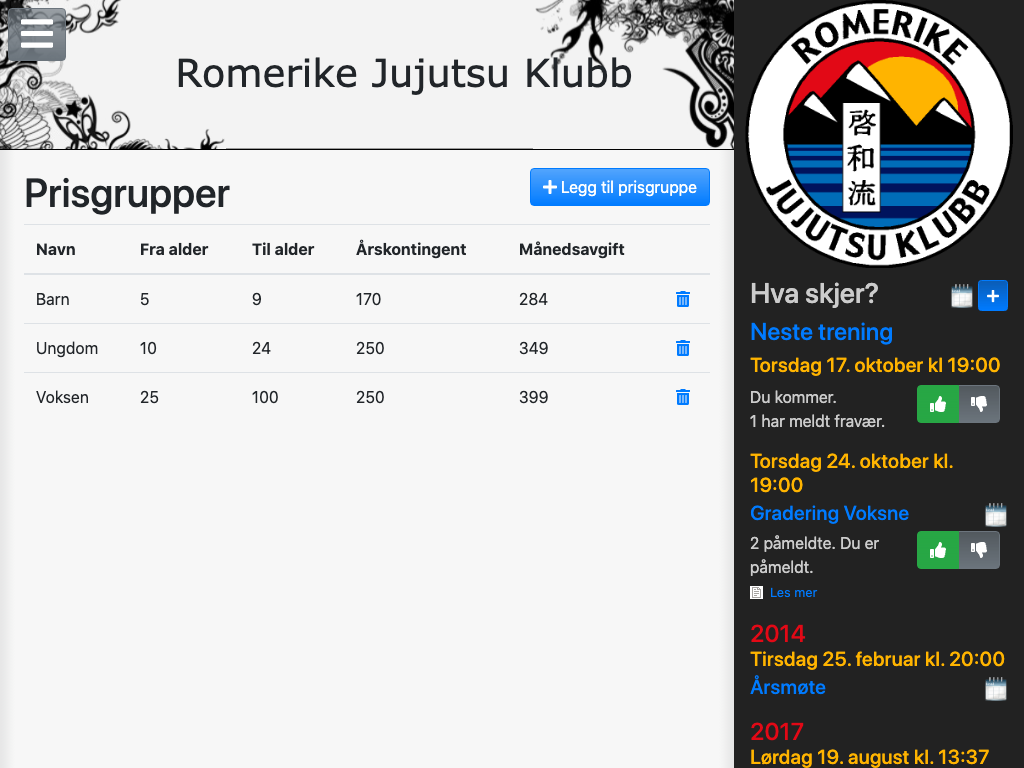 Romerike Jujutsu Klubb
Prisgrupper
Legg til prisgruppe
Navn Fra alder Til alder Årskontingent Månedsavgift
Barn 5 9 170 284
Ungdom 10 24 250 349
Voksen 25 100 250 399
ROMERIKE
啓和流
JUJUTSU KLUBB
Hva skjer?
Neste trening
Torsdag 17. oktober kl 19:00
Du kommer.
1 har meldt fravær.
Torsdag 24. oktober kl.
19:00
Gradering Voksne
2 påmeldte. Du er
påmeldt.
Les mer
2014
Tirsdag 25. februar kl. 20:00
Årsmøte
2017
Lørdag 19. august kl. 13:37